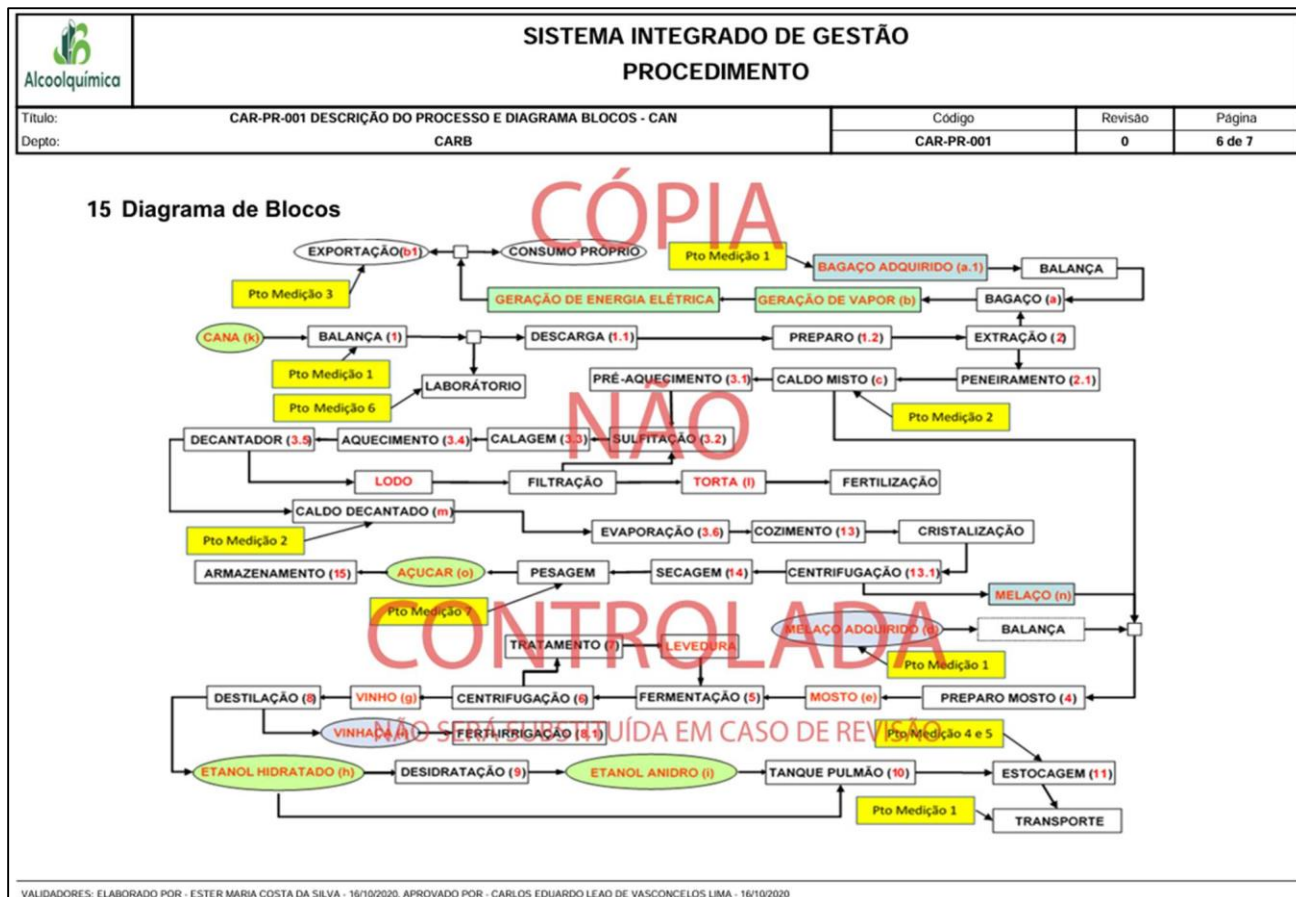 Alcoolquímica
SISTEMA INTEGRADO DE GESTÃO
PROCEDIMENTO
Título: CAR-PR-001 DESCRIÇÃO DO PROCESSO E DIAGRAMA BLOCOS - CAN
Depto: CARB
Código
CAR-PR-001
Revisão
0
Página
6 de 7
CÓPIA
15 Diagrama de Blocos
EXPORTAÇÃO(b1)
CONSUMO PRÓPRIO
Pto Medição 1
BAGAÇO ADQUIRIDO (a.1)
BALANÇA
Pto Medição 3
GERAÇÃO DE ENERGIA ELÉTRICA
GERAÇÃO DE VAPOR (b)
BAGAÇO (a)
CANA (k)
BALANÇA (1)
DESCARGA (1.1)
PREPARO (1.2)
EXTRAÇÃO (2)
Pto Medição 1
LABORÁTORIO
PRÉ-AQUECIMENTO (3.1)
CALDO MISTO (c)
PENEIRAMENTO (2.1)
Pto Medição 6
NÃO
Pto Medição 2
DECANTADOR (3.5)
AQUECIMENTO (3.4)
CALAGEM (3.3)
SULFITAÇÃO (3.2)
LODO
FILTRAÇÃO
TORTA (l)
FERTILIZAÇÃO
CALDO DECANTADO (m)
Pto Medição 2
EVAPORAÇÃO (3.6)
COZIMENTO (13)
CRISTALIZAÇÃO
ARMAZENAMENTO (15)
AÇUCAR (o)
PESAGEM
SECAGEM (14)
CENTRIFUGAÇÃO (13.1)
MELAÇO (n)
Pto Medição 7
CONTROLADA
MELAÇO ADQUIRIDO (d)
BALANÇA
TRATAMENTO (7)
LEVEDURA
Pto Medição 1
DESTILAÇÃO (8)
VINHO (g)
CENTRIFUGAÇÃO (6)
FERMENTAÇÃO (5)
MOSTO (e)
PREPARO MOSTO (4)
VINHAÇA
FERTI-IRRIGAÇÃO (8.1)
NÃO SERÁ SUBSTITUÍDA EM CASO DE REVISÃO
Pto Medição 4 e 5
ETANOL HIDRATADO (h)
DESIDRATAÇÃO (9)
ETANOL ANIDRO (i)
TANQUE PULMÃO (10)
ESTOCAGEM (11)
Pto Medição 1
TRANSPORTE
VALIDADORES: ELABORADO POR - ESTER MARIA COSTA DA SILVA - 16/10/2020, APROVADO POR - CARLOS EDUARDO LEAO DE VASCONCELOS LIMA - 16/10/2020